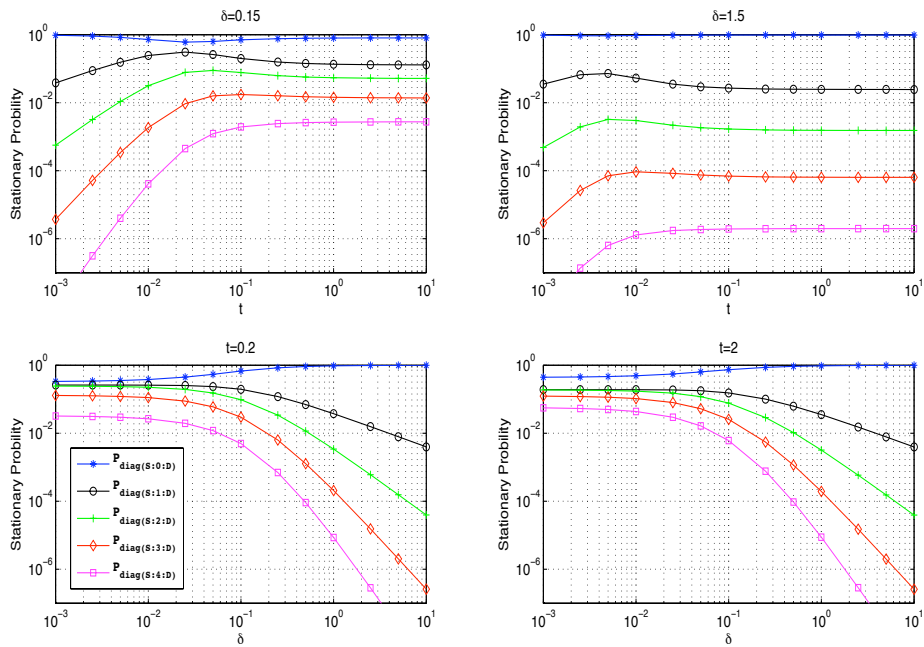 δ=0.15
10^0
10^-2
10^-4
10^-6
Stationary Probility
10^-3
10^-2
10^-1
10^0
10^1
t
δ=1.5
10^0
10^-2
10^-4
10^-6
Stationary Probility
10^-3
10^-2
10^-1
10^0
10^1
t
t=0.2
10^0
10^-2
10^-4
10^-6
Stationary Probility
P_diag(S:0:D)
P_diag(S:1:D)
P_diag(S:2:D)
P_diag(S:3:D)
P_diag(S:4:D)
10^-3
10^-2
10^-1
10^0
10^1
δ
t=2
10^0
10^-2
10^-4
10^-6
Stationary Probility
10^-3
10^-2
10^-1
10^0
10^1
δ